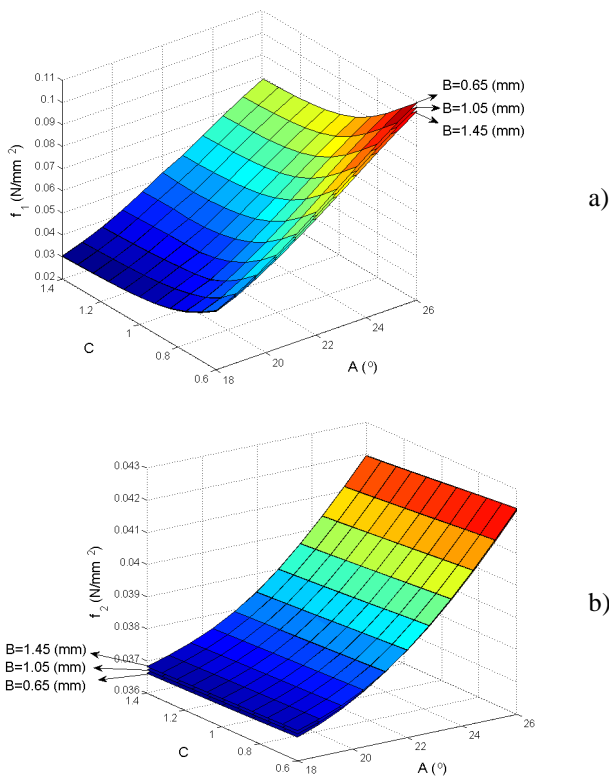 0.11
0.1
0.09
0.08
0.07
0.06
0.05
0.04
0.03
0.02
f 1 (N/mm 2)
1.4
1.2
1
0.8
0.6
C
18
20
22
24
26
A (o)
B=0.65 (mm)
B=1.05 (mm)
B=1.45 (mm)
a)
0.043
0.042
0.041
0.04
0.039
0.038
0.037
0.036
f 2 (N/mm 2)
B=1.45 (mm)
B=1.05 (mm)
B=0.65 (mm)
1.4
1.2
1
0.8
0.6
C
18
20
22
24
26
A (o)
b)